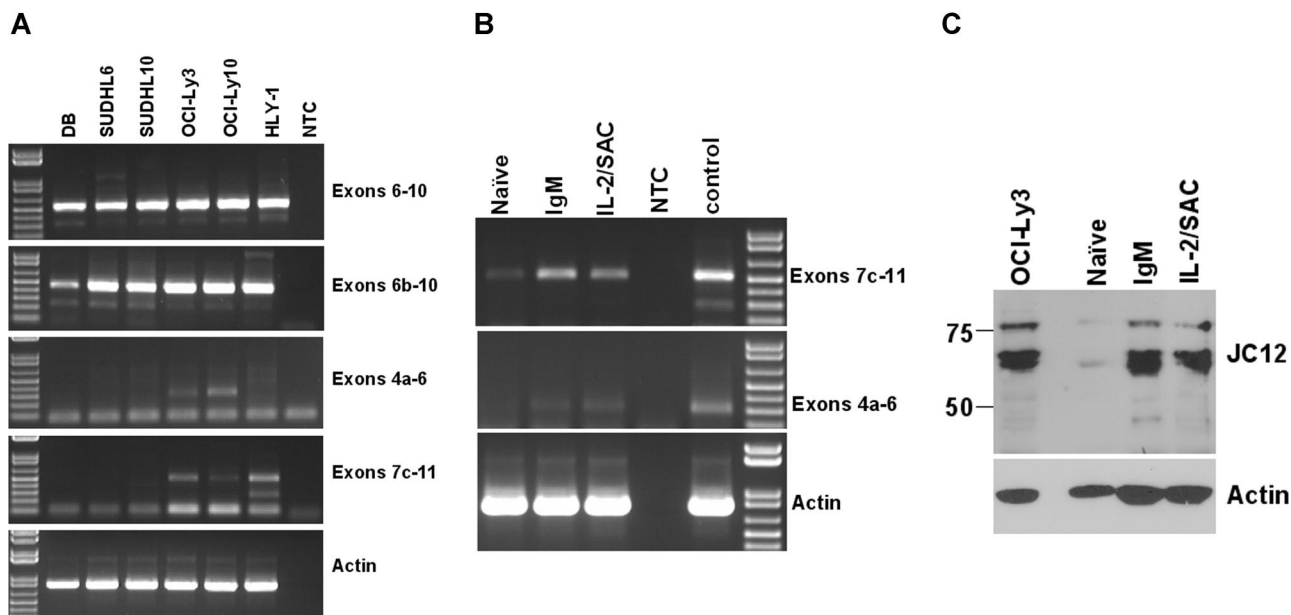 A
B
C
DB
SUDHL6
SUDHL10
OCI-Ly3
OCI-Ly10
HLY-1
NTC
Exons 6-10
Exons 6b-10
Exons 4a-6
Exons 7c-11
Actin
Naïve
IgM
IL-2/SAC
NTC
control
Exons 7c-11
Exons 4a-6
Actin
OCI-Ly3
Naïve
IgM
IL-2/SAC
75
50
JC12
Actin